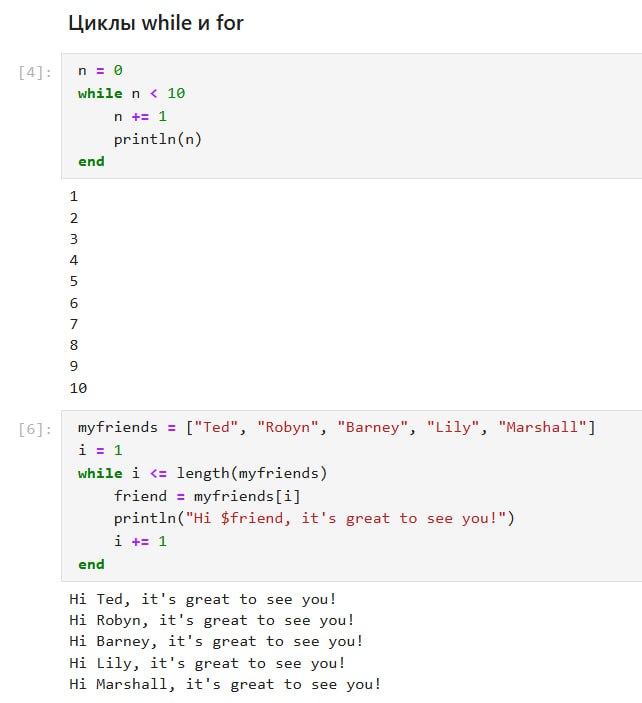 Циклы while и for
[4]:
n = 0
while n < 10
    n += 1
    println(n)
end
1
2
3
4
5
6
7
8
9
10
[6]:
myfriends = ["Ted", "Robyn", "Barney", "Lily", "Marshall"]
i = 1
while i <= length(myfriends)
    friend = myfriends[i]
    println("Hi $friend, it's great to see you!")
    i += 1
end
Hi Ted, it's great to see you!
Hi Robyn, it's great to see you!
Hi Barney, it's great to see you!
Hi Lily, it's great to see you!
Hi Marshall, it's great to see you!